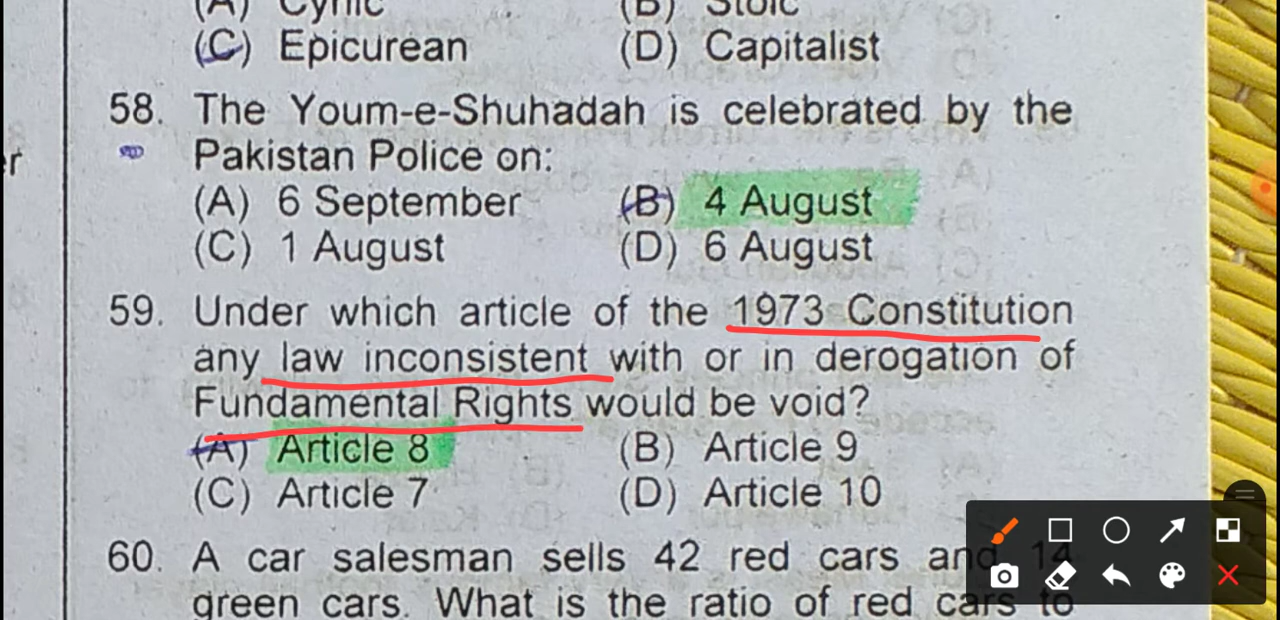 (A) Cynic (B) Stoic
(C) Epicurean (D) Capitalist
58. The Youm-e-Shuhadah is celebrated by the
Pakistan Police on:
(A) 6 September (B) 4 August
(C) 1 August (D) 6 August
59. Under which article of the 1973 Constitution
any law inconsistent with or in derogation of
Fundamental Rights would be void?
(A) Article 8 (B) Article 9
(C) Article 7 (D) Article 10
60. A car salesman sells 42 red cars and 14
green cars. What is the ratio of red cars to